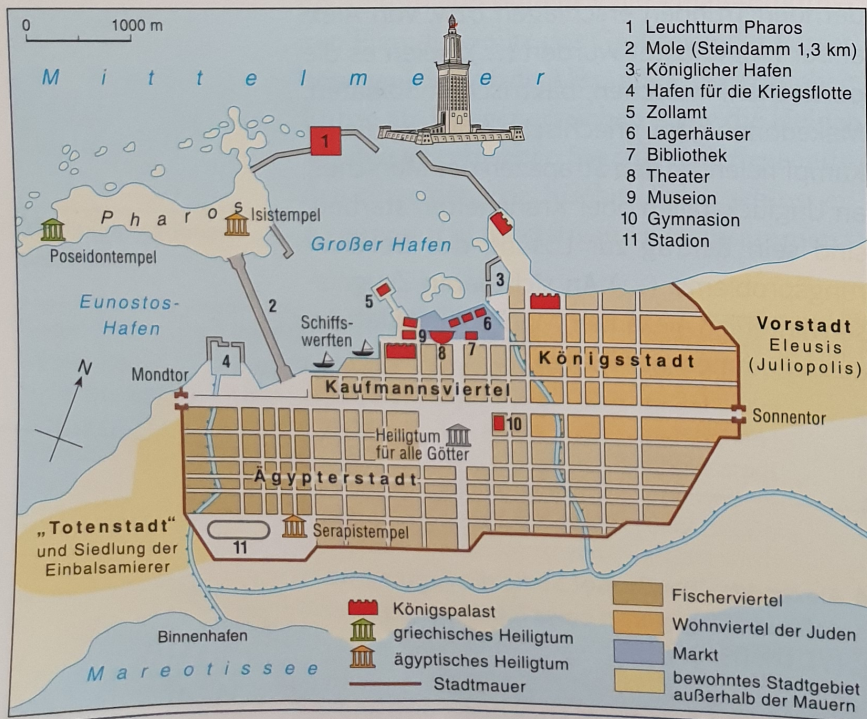 0 1000 m
Mittelmeer
1 Leuchtturm Pharos
2 Mole (Steindamm 1,3 km)
3 Königlicher Hafen
4 Hafen für die Kriegsflotte
5 Zollamt
6 Lagerhäuser
7 Bibliothek
8 Theater
9 Museion
10 Gymnasion
11 Stadion
1
Pharos
Isistempel
Poseidontempel
Großer Hafen
Eunostos-
Hafen
2
3
5
Schiffs-
werften
6
9
8
7
4
N
Mondtor
Königsstadt
Vorstadt
Eleusis
(Juliopolis)
Kaufmannsviertel
Sonnentor
10
Heiligtum
für alle Götter
Ägypterstadt
„Totenstadt“
und Siedlung der
Einbalsamierer
11
Serapistempel
Binnenhafen
Mareotissee
Königspalast
griechisches Heiligtum
ägyptisches Heiligtum
Stadtmauer
Fischerviertel
Wohnviertel der Juden
Markt
bewohntes Stadtgebiet
außerhalb der Mauern